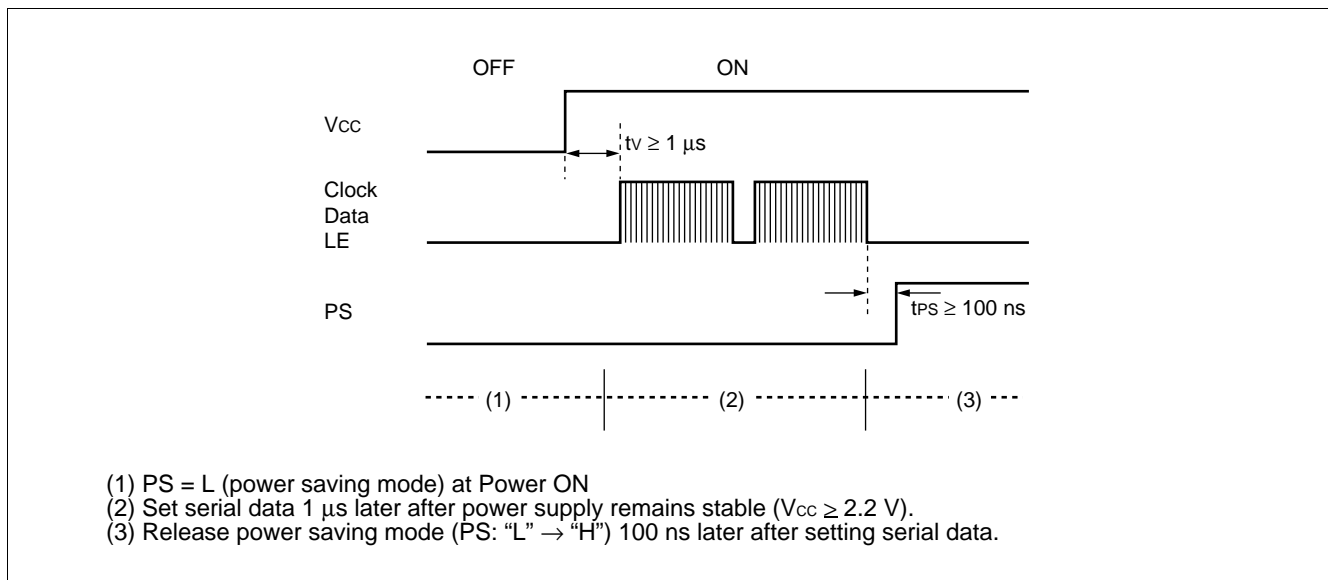 OFF ON
VCC
tV ≥ 1 μs
Clock
Data
LE
PS
tPS ≥ 100 ns
(1) (2) (3)
(1) PS = L (power saving mode) at Power ON
(2) Set serial data 1 μs later after power supply remains stable (VCC ≥ 2.2 V).
(3) Release power saving mode (PS: “L” → “H”) 100 ns later after setting serial data.